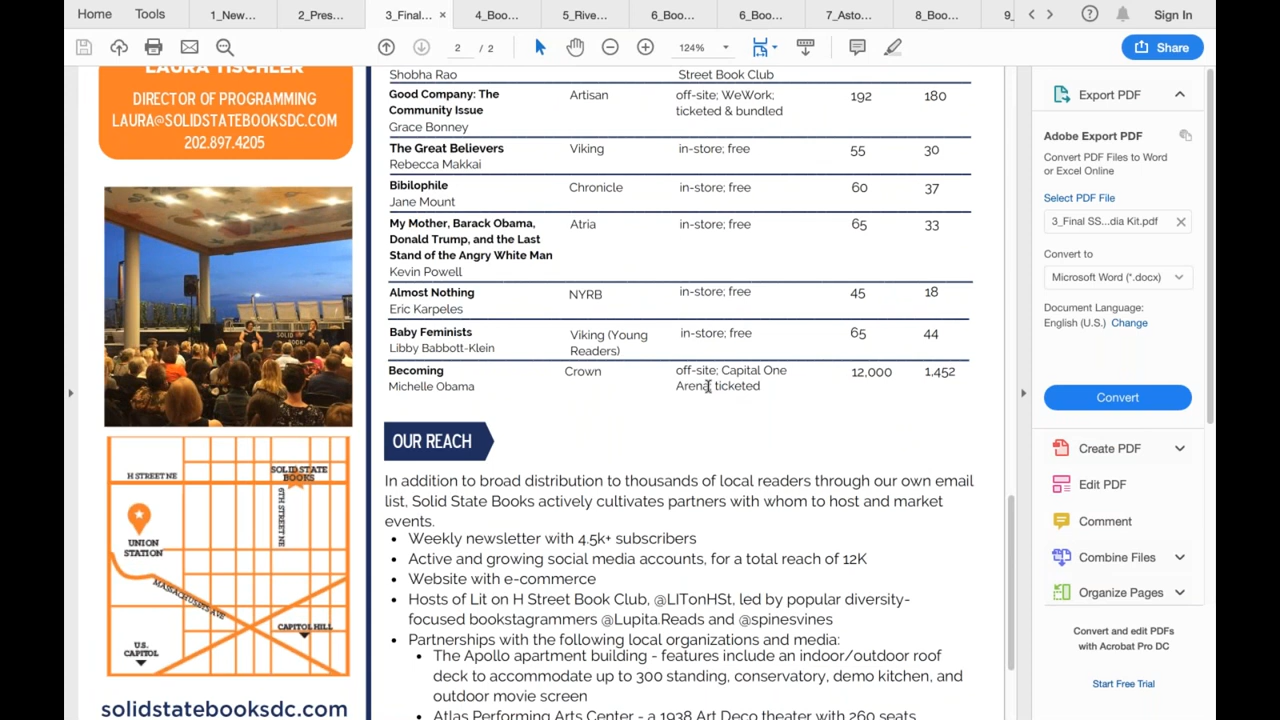 Home
Tools
1_New...
2_Pres...
3_Final... ×
4_Boo...
5_Rive...
6_Boo...
6_Boo...
7_Asto...
8_Boo...
9_
Sign In
2 / 2
124%
Share
LAURA TISCHLER
DIRECTOR OF PROGRAMMING
LAURA@SOLIDSTATEBOOKSDC.COM
202.897.4205
H STREET NE
SOLID STATE
BOOKS
6TH STREET NE
UNION
STATION
MASSACHUSETTS AVE
CAPITOL HILL
U.S.
CAPITOL
solidstatebooksdc.com
Shobha Rao
Street Book Club
Good Company: The
Community Issue
Grace Bonney
Artisan
off-site; WeWork;
ticketed & bundled
192
180
The Great Believers
Rebecca Makkai
Viking
in-store; free
55
30
Bibilophile
Jane Mount
Chronicle
in-store; free
60
37
My Mother, Barack Obama,
Donald Trump, and the Last
Stand of the Angry White Man
Kevin Powell
Atria
in-store; free
65
33
Almost Nothing
Eric Karpeles
NYRB
in-store; free
45
18
Baby Feminists
Libby Babbott-Klein
Viking (Young
Readers)
in-store; free
65
44
Becoming
Michelle Obama
Crown
off-site; Capital One
Arena; ticketed
12,000
1,452
OUR REACH
In addition to broad distribution to thousands of local readers through our own email
list, Solid State Books actively cultivates partners with whom to host and market
events.
• Weekly newsletter with 4.5k+ subscribers
• Active and growing social media accounts, for a total reach of 12K
• Website with e-commerce
• Hosts of Lit on H Street Book Club, @LITonHSt, led by popular diversity-
focused bookstagrammers @Lupita.Reads and @spinesvines
• Partnerships with the following local organizations and media:
• The Apollo apartment building - features include an indoor/outdoor roof
deck to accommodate up to 300 standing, conservatory, demo kitchen, and
outdoor movie screen
• Atlas Performing Arts Center - a 1938 Art Deco theater with 260 seats
Export PDF
Adobe Export PDF
Convert PDF Files to Word
or Excel Online
Select PDF File
3_Final SS...dia Kit.pdf
Convert to
Microsoft Word (*.docx)
Document Language:
English (U.S.) Change
Convert
Create PDF
Edit PDF
Comment
Combine Files
Organize Pages
Convert and edit PDFs
with Acrobat Pro DC
Start Free Trial